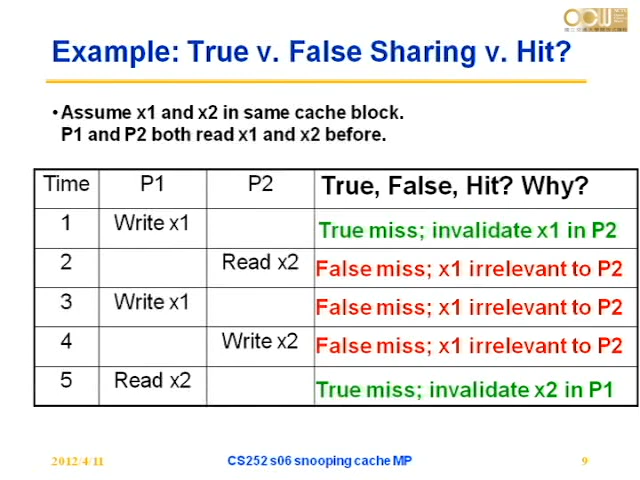 OCW
Example: True v. False Sharing v. Hit?
• Assume x1 and x2 in same cache block.
P1 and P2 both read x1 and x2 before.
Time P1 P2 True, False, Hit? Why?
1 Write x1 True miss; invalidate x1 in P2
2 Read x2 False miss; x1 irrelevant to P2
3 Write x1 False miss; x1 irrelevant to P2
4 Write x2 False miss; x1 irrelevant to P2
5 Read x2 True miss; invalidate x2 in P1
2012/4/11 CS252 s06 snooping cache MP 9